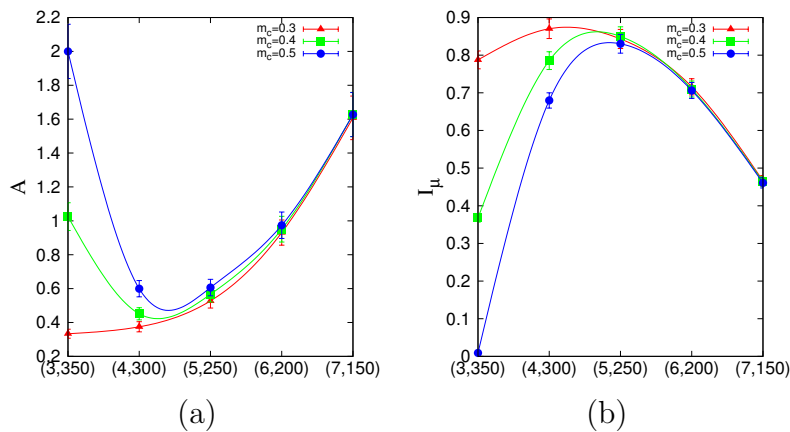 m_c=0.3
m_c=0.4
m_c=0.5
2.2
2
1.8
1.6
1.4
1.2
1
0.8
0.6
0.4
0.2
A
(3,350) (4,300) (5,250) (6,200) (7,150)
(a)
m_c=0.3
m_c=0.4
m_c=0.5
0.9
0.8
0.7
0.6
0.5
0.4
0.3
0.2
0.1
0
I_μ
(3,350) (4,300) (5,250) (6,200) (7,150)
(b)